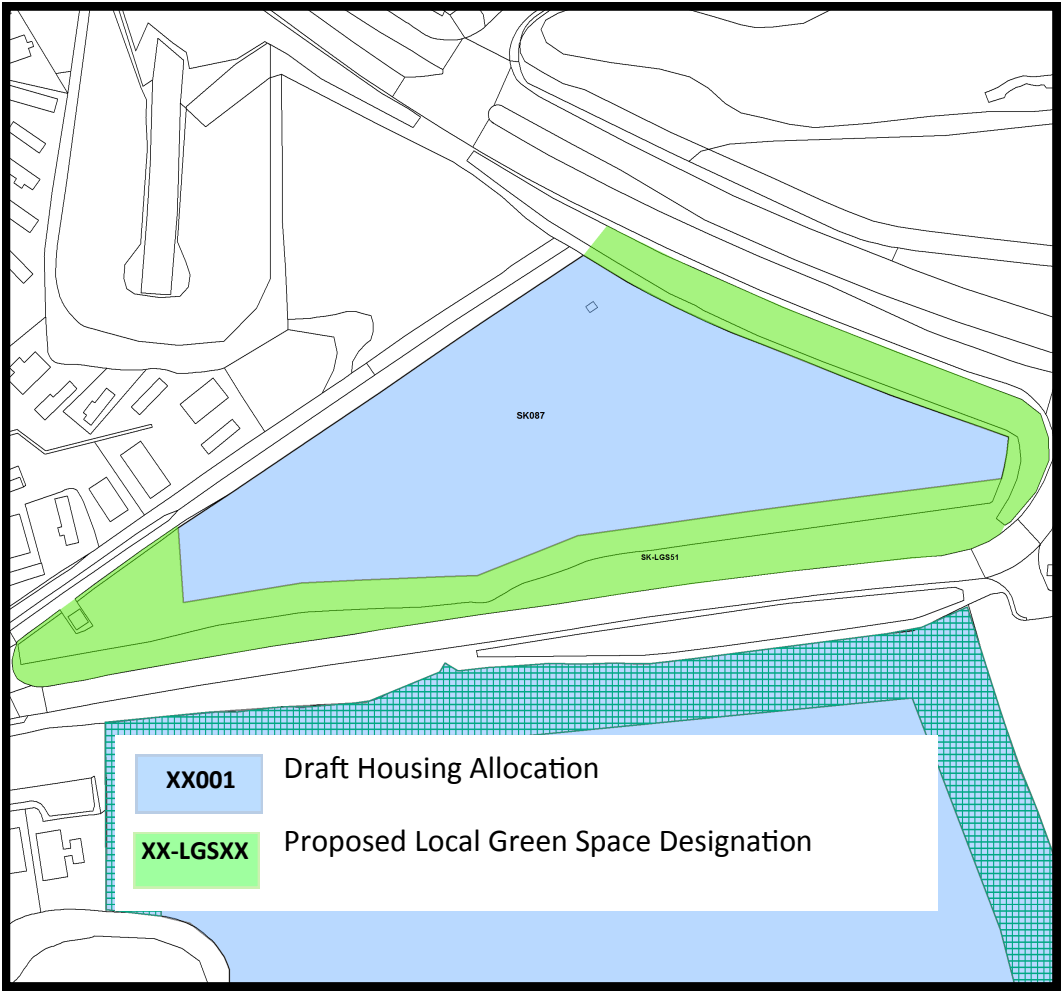 SK087
SK-LGS51
XX001 Draft Housing Allocation
XX-LGSXX Proposed Local Green Space Designation